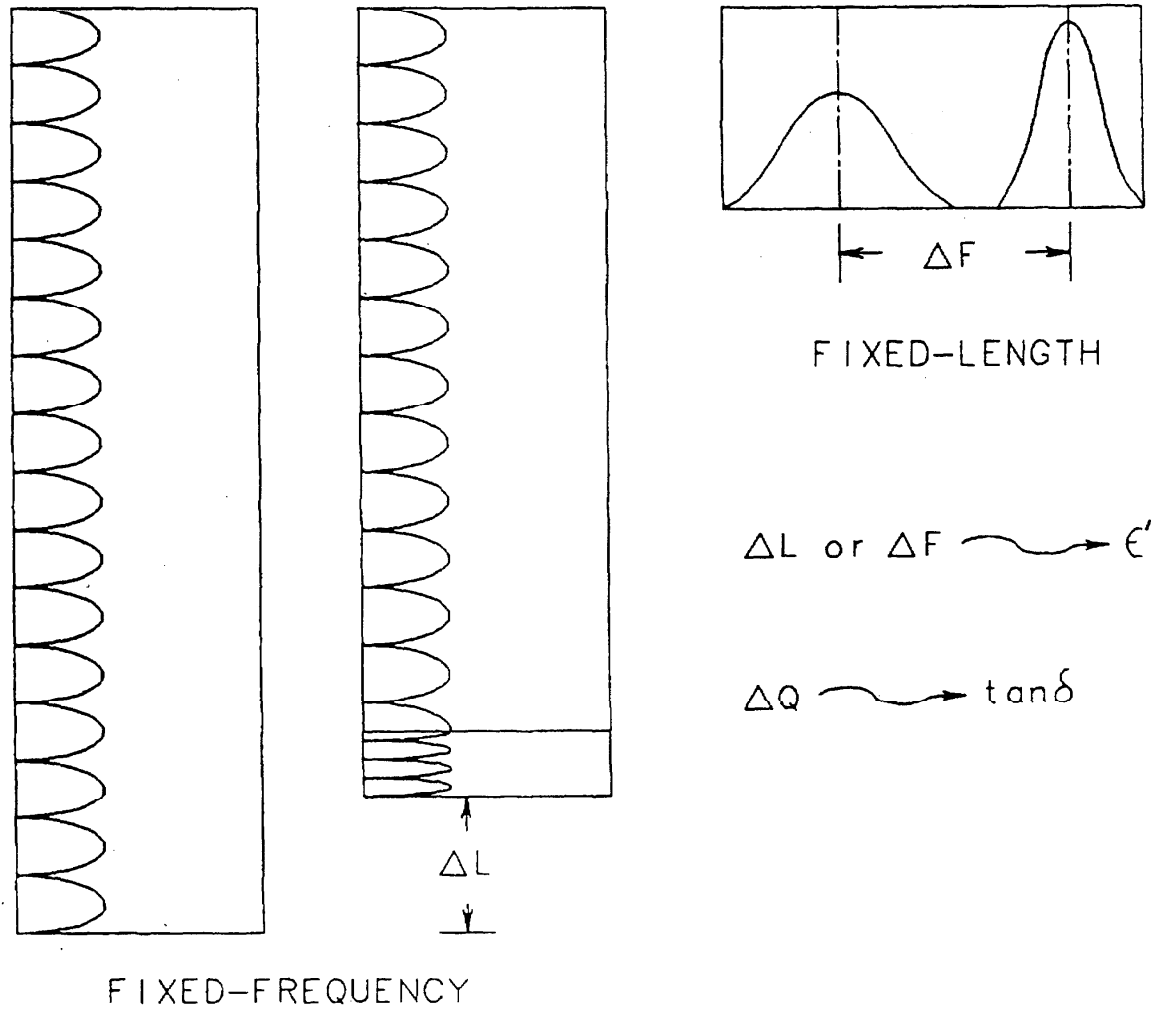 ΔF
FIXED-LENGTH
ΔL or ΔF ϵ′
ΔQ tanδ
ΔL
FIXED-FREQUENCY